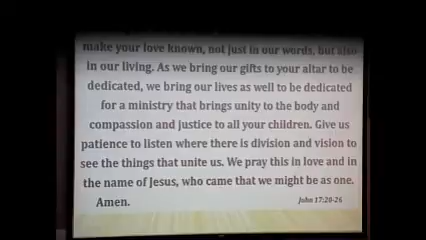 make your love known, not just in our words, but also
in our living. As we bring our gifts to your altar to be
dedicated, we bring our lives as well to be dedicated
for a ministry that brings unity to the body and
compassion and justice to all your children. Give us
patience to listen where there is division and vision to
see the things that unite us. We pray this in love and in
the name of Jesus, who came that we might be as one.
Amen. John 17:20-26